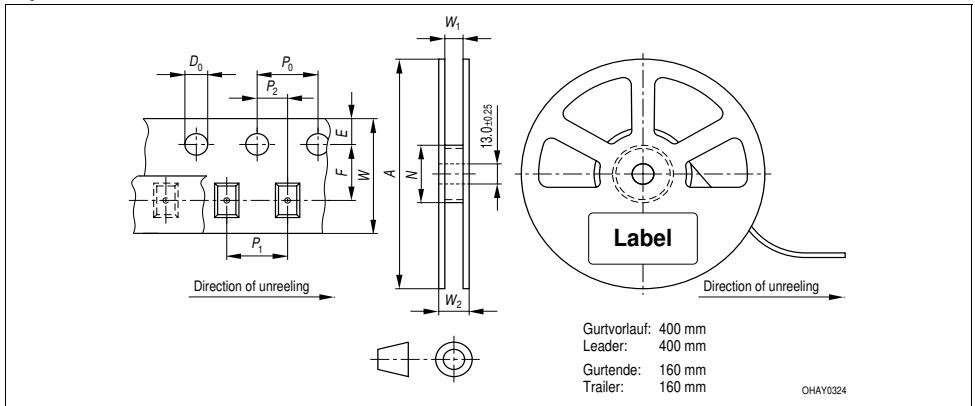 W1
D0
P0
P2
E
F
W
A
N
13.0±0.25
P1
W2
Label
Direction of unreeling
Direction of unreeling
Gurtvorlauf: 400 mm
Leader: 400 mm
Gurtende: 160 mm
Trailer: 160 mm
OHAY0324